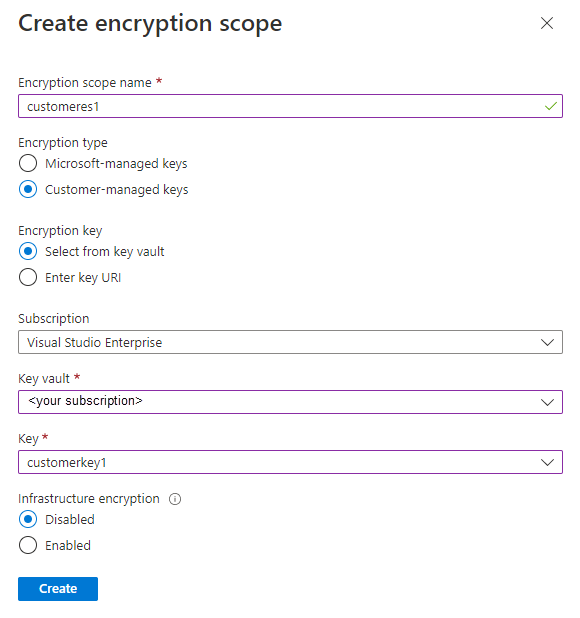 Create encryption scope
Encryption scope name *
customeres1
Encryption type
Microsoft-managed keys
Customer-managed keys
Encryption key
Select from key vault
Enter key URI
Subscription
Visual Studio Enterprise
Key vault *
<your subscription>
Key *
customerkey1
Infrastructure encryption
Disabled
Enabled
Create